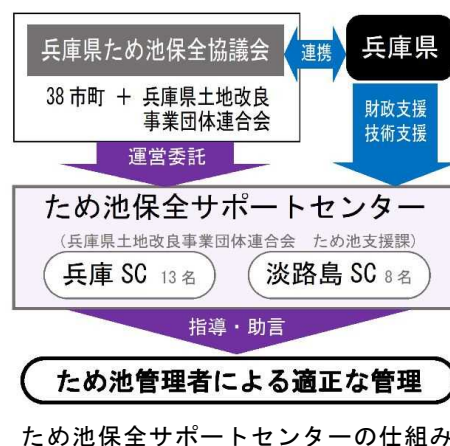 兵庫県ため池保全協議会
連携
兵庫県
38市町 + 兵庫県土地改良
事業団体連合会
財政支援
技術支援
運営委託
ため池保全サポートセンター
(兵庫県土地改良事業団体連合会 ため池支援課)
兵庫 SC 13名
淡路島 SC 8名
指導・助言
ため池管理者による適正な管理
ため池保全サポートセンターの仕組み